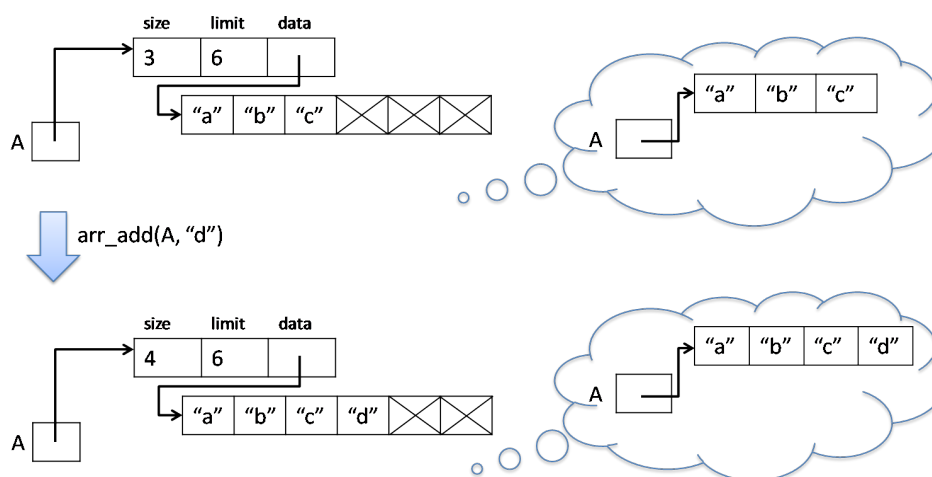 size limit data
3 6
“a” “b” “c”
A
“a” “b” “c”
A
arr_add(A, “d”)
size limit data
4 6
“a” “b” “c” “d”
A
“a” “b” “c” “d”
A